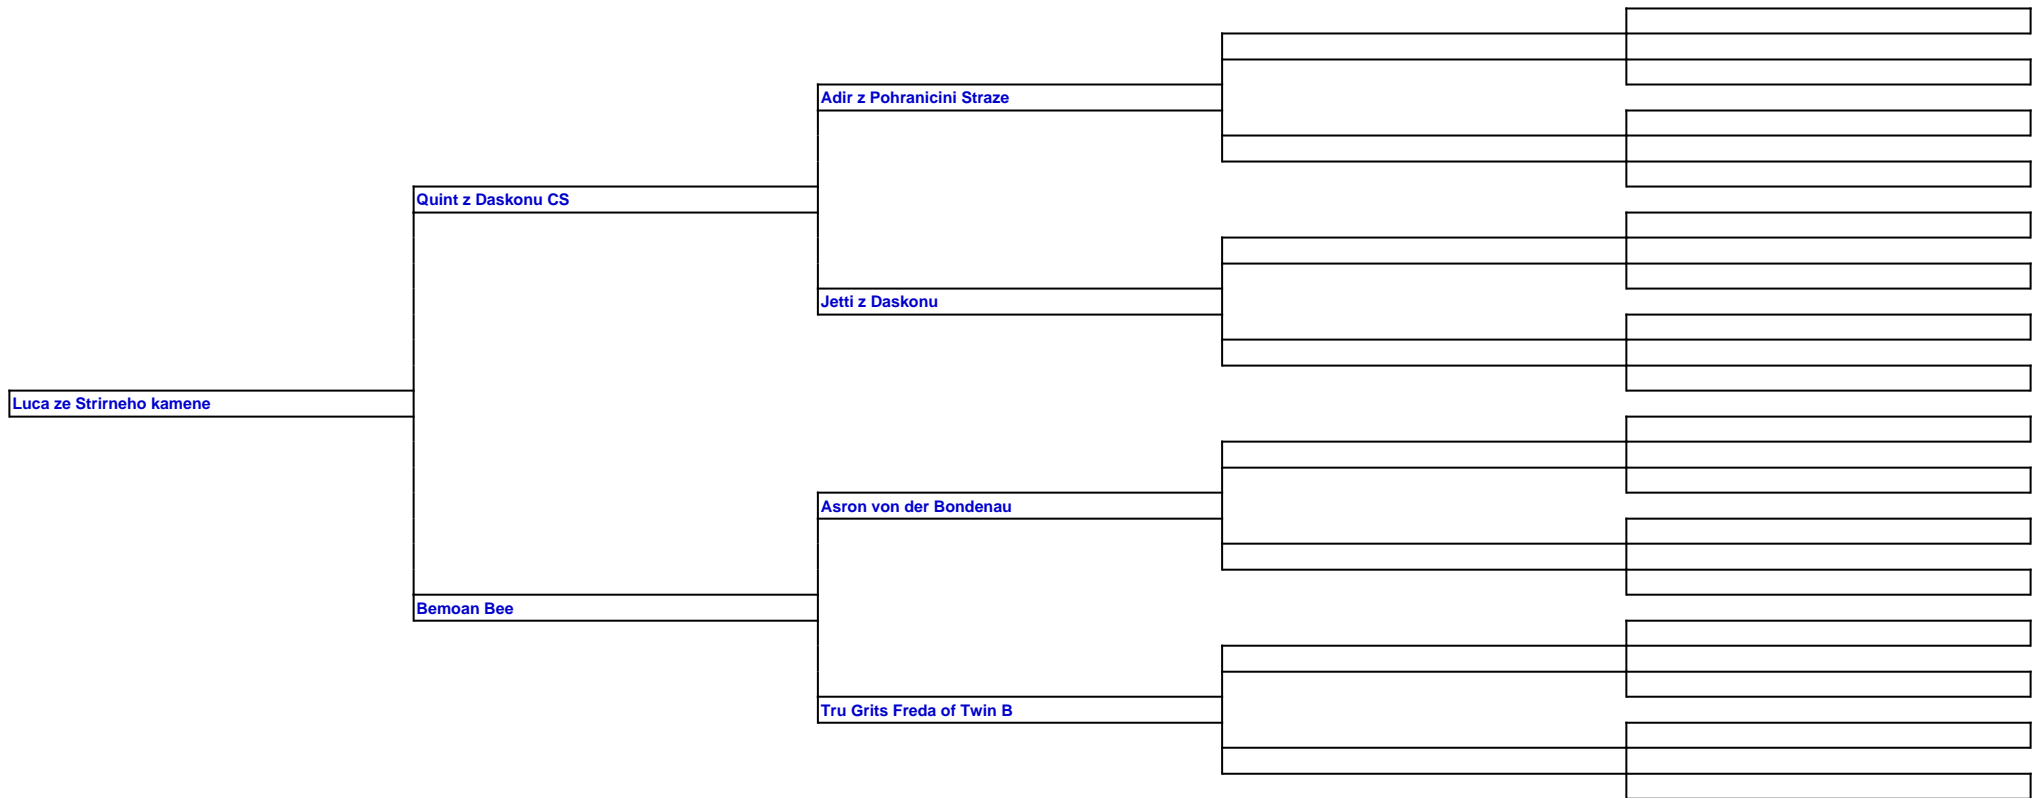 Adir z Pohranicini Straze
Quint z Daskonu CS
Jetti z Daskonu
Luca ze Strirneho kamene
Asron von der Bondenau
Bemoan Bee
Tru Grits Freda of Twin B